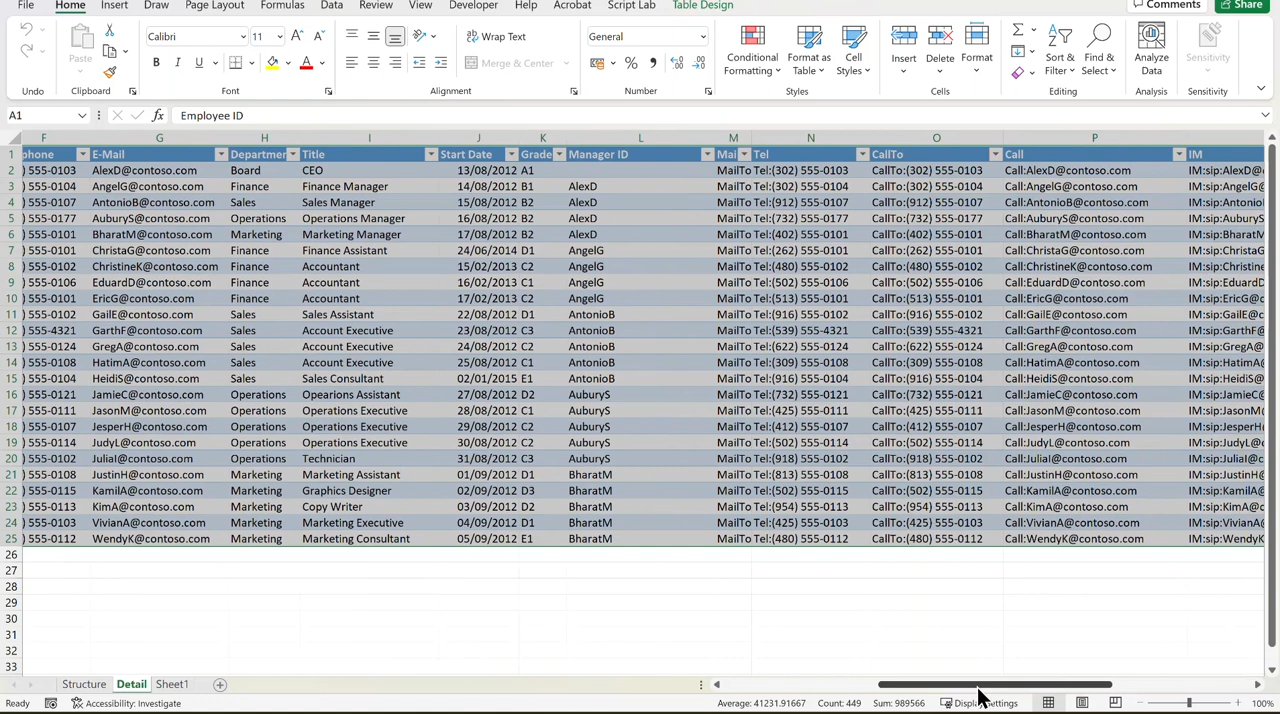 File Home Insert Draw Page Layout Formulas Data Review View Developer Help Acrobat Script Lab Table Design Comments Share
Calibri 11 Wrap Text General
Paste B I U Merge & Center % Conditional Formatting Format as Table Cell Styles Insert Delete Format Sort & Filter Find & Select Analyze Data Sensitivity
Undo Clipboard Font Alignment Number Styles Cells Editing Analysis Sensitivity
A1 fx Employee ID
F G H I J K L M N O P
1 phone E-Mail Departmer Title Start Date Grade Manager ID Mai Tel CallTo Call IM
2 ) 555-0103 AlexD@contoso.com Board CEO 13/08/2012 A1 MailTo Tel:(302) 555-0103 CallTo:(302) 555-0103 Call:AlexD@contoso.com IM:sip:AlexD@
3 ) 555-0104 AngelG@contoso.com Finance Finance Manager 14/08/2012 B1 AlexD MailTo Tel:(302) 555-0104 CallTo:(302) 555-0104 Call:AngelG@contoso.com IM:sip:AngelG
4 ) 555-0107 AntonioB@contoso.com Sales Sales Manager 15/08/2012 B2 AlexD MailTo Tel:(912) 555-0107 CallTo:(912) 555-0107 Call:AntonioB@contoso.com IM:sip:Antonio
5 ) 555-0177 AuburyS@contoso.com Operations Operations Manager 16/08/2012 B2 AlexD MailTo Tel:(732) 555-0177 CallTo:(732) 555-0177 Call:AuburyS@contoso.com IM:sip:AuburyS
6 ) 555-0101 BharatM@contoso.com Marketing Marketing Manager 17/08/2012 B2 AlexD MailTo Tel:(402) 555-0101 CallTo:(402) 555-0101 Call:BharatM@contoso.com IM:sip:BharatM
7 ) 555-0101 ChristaG@contoso.com Finance Finance Assistant 24/06/2014 D1 AngelG MailTo Tel:(262) 555-0101 CallTo:(262) 555-0101 Call:ChristaG@contoso.com IM:sip:ChristaG
8 ) 555-0102 ChristineK@contoso.com Finance Accountant 15/02/2013 C2 AngelG MailTo Tel:(480) 555-0102 CallTo:(480) 555-0102 Call:ChristineK@contoso.com IM:sip:Christine
9 ) 555-0106 EduardD@contoso.com Finance Accountant 16/02/2013 C1 AngelG MailTo Tel:(502) 555-0106 CallTo:(502) 555-0106 Call:EduardD@contoso.com IM:sip:EduardD
10 ) 555-0101 EricG@contoso.com Finance Accountant 17/02/2013 C2 AngelG MailTo Tel:(513) 555-0101 CallTo:(513) 555-0101 Call:EricG@contoso.com IM:sip:EricG@c
11 ) 555-0102 GailE@contoso.com Sales Sales Assistant 22/08/2012 D1 AntonioB MailTo Tel:(916) 555-0102 CallTo:(916) 555-0102 Call:GailE@contoso.com IM:sip:GailE@c
12 ) 555-4321 GarthF@contoso.com Sales Account Executive 23/08/2012 C3 AntonioB MailTo Tel:(539) 555-4321 CallTo:(539) 555-4321 Call:GarthF@contoso.com IM:sip:GarthF@
13 ) 555-0124 GregA@contoso.com Sales Account Executive 24/08/2012 C2 AntonioB MailTo Tel:(622) 555-0124 CallTo:(622) 555-0124 Call:GregA@contoso.com IM:sip:GregA@
14 ) 555-0108 HatimA@contoso.com Sales Account Executive 25/08/2012 C2 AntonioB MailTo Tel:(309) 555-0108 CallTo:(309) 555-0108 Call:HatimA@contoso.com IM:sip:HatimA
15 ) 555-0104 HeidiS@contoso.com Sales Sales Consultant 02/01/2015 E1 AntonioB MailTo Tel:(916) 555-0104 CallTo:(916) 555-0104 Call:HeidiS@contoso.com IM:sip:HeidiS@
16 ) 555-0121 JamieC@contoso.com Operations Opearions Assistant 27/08/2012 D2 AuburyS MailTo Tel:(732) 555-0121 CallTo:(732) 555-0121 Call:JamieC@contoso.com IM:sip:JamieC@
17 ) 555-0111 JasonM@contoso.com Operations Operations Executive 28/08/2012 C1 AuburyS MailTo Tel:(425) 555-0111 CallTo:(425) 555-0111 Call:JasonM@contoso.com IM:sip:JasonM
18 ) 555-0107 JesperH@contoso.com Operations Operations Executive 29/08/2012 C2 AuburyS MailTo Tel:(412) 555-0107 CallTo:(412) 555-0107 Call:JesperH@contoso.com IM:sip:JesperH
19 ) 555-0114 JudyL@contoso.com Operations Operations Executive 30/08/2012 C2 AuburyS MailTo Tel:(502) 555-0114 CallTo:(502) 555-0114 Call:JudyL@contoso.com IM:sip:JudyL@c
20 ) 555-0102 JuliaI@contoso.com Operations Technician 31/08/2012 C3 AuburyS MailTo Tel:(918) 555-0102 CallTo:(918) 555-0102 Call:JuliaI@contoso.com IM:sip:JuliaI@c
21 ) 555-0108 JustinH@contoso.com Marketing Marketing Assistant 01/09/2012 D1 BharatM MailTo Tel:(813) 555-0108 CallTo:(813) 555-0108 Call:JustinH@contoso.com IM:sip:JustinH@
22 ) 555-0115 KamilA@contoso.com Marketing Graphics Designer 02/09/2012 D3 BharatM MailTo Tel:(502) 555-0115 CallTo:(502) 555-0115 Call:KamilA@contoso.com IM:sip:KamilA@
23 ) 555-0113 KimA@contoso.com Marketing Copy Writer 03/09/2012 D2 BharatM MailTo Tel:(954) 555-0113 CallTo:(954) 555-0113 Call:KimA@contoso.com IM:sip:KimA@c
24 ) 555-0103 VivianA@contoso.com Marketing Marketing Executive 04/09/2012 D1 BharatM MailTo Tel:(425) 555-0103 CallTo:(425) 555-0103 Call:VivianA@contoso.com IM:sip:VivianA@
25 ) 555-0112 WendyK@contoso.com Marketing Marketing Consultant 05/09/2012 E1 BharatM MailTo Tel:(480) 555-0112 CallTo:(480) 555-0112 Call:WendyK@contoso.com IM:sip:WendyK
26
27
28
29
30
31
32
33
Structure Detail Sheet1
Ready Accessibility: Investigate Average: 41231.91667 Count: 449 Sum: 989566 Display Settings 100%